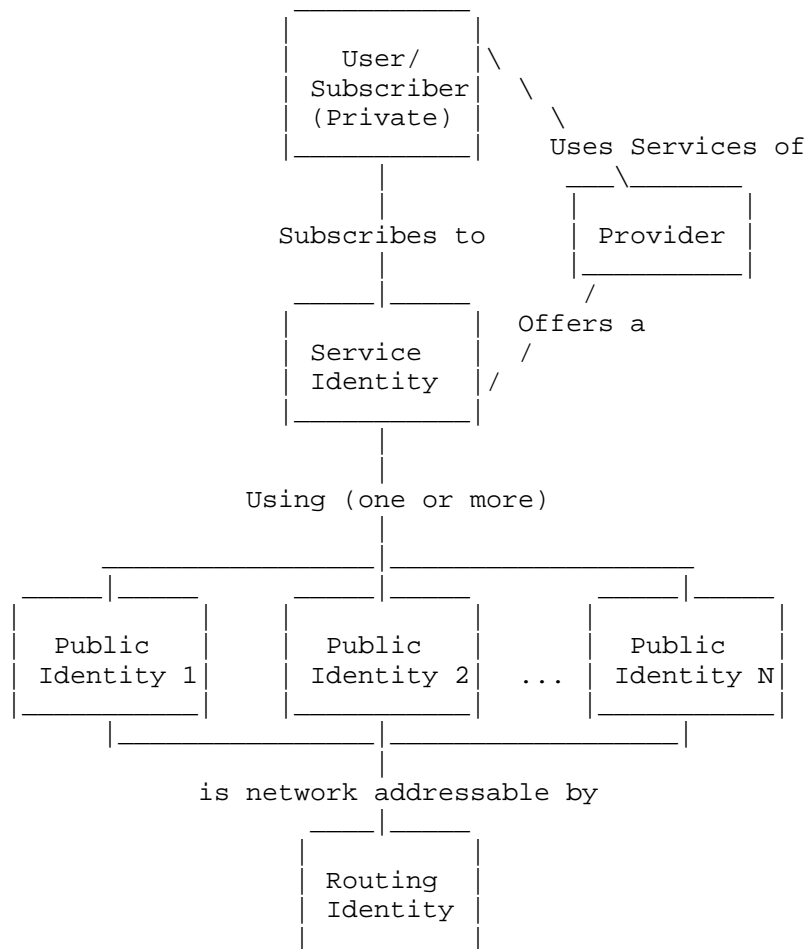 User/
Subscriber
(Private)
Uses Services of
Subscribes to
Provider
Offers a
Service
Identity
Using (one or more)
Public Public Public
Identity 1 Identity 2 ... Identity N
is network addressable by
Routing
Identity